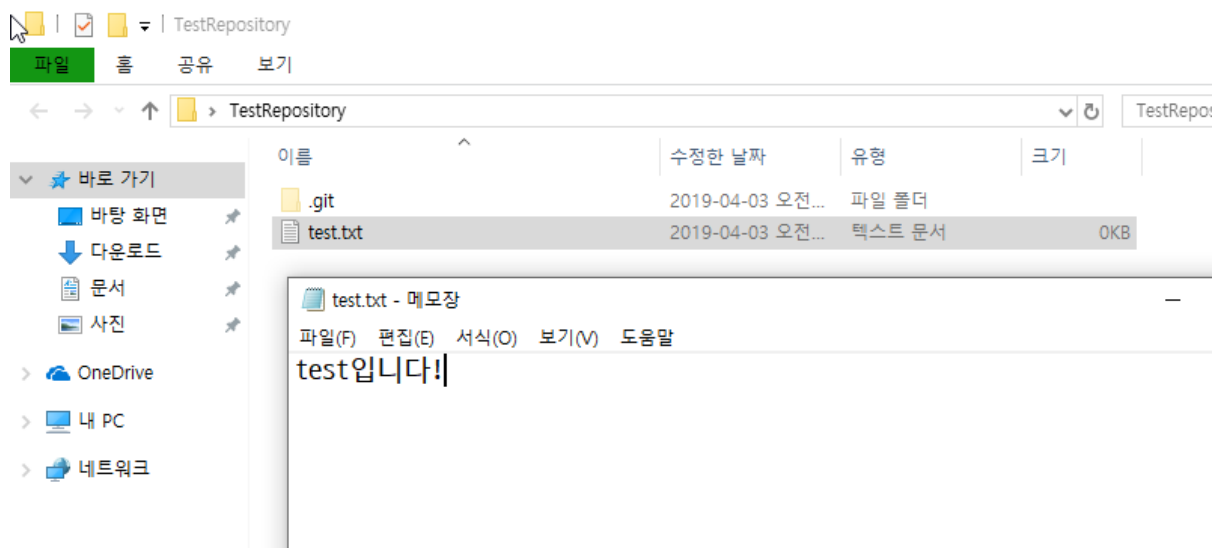 TestRepository
파일 홈 공유 보기
TestRepository TestRepos
이름 수정한 날짜 유형 크기
바로 가기
.git 2019-04-03 오전... 파일 폴더
바탕 화면
test.txt 2019-04-03 오전... 텍스트 문서 0KB
다운로드
문서
사진
OneDrive
내 PC
네트워크
test.txt - 메모장
파일(F) 편집(E) 서식(O) 보기(V) 도움말
test입니다!